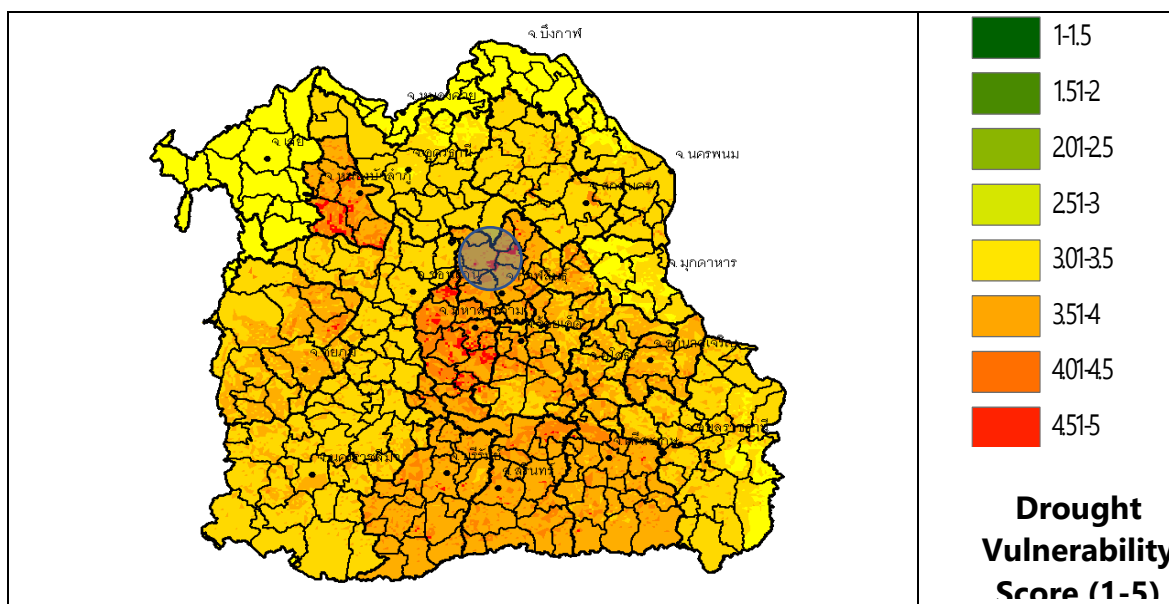 จ.บึงกาฬ
จ.หนองคาย
จ.เลย
จ.อุดรธานี
จ.นครพนม
จ.หนองบัวลำภู
จ.สกลนคร
จ.มุกดาหาร
จ.ขอนแก่น
จ.กาฬสินธุ์
จ.มหาสารคาม
จ.ร้อยเอ็ด
จ.ชัยภูมิ
จ.ยโสธร
จ.อำนาจเจริญ
จ.อุบลราชธานี
จ.นครราชสีมา
จ.บุรีรัมย์
จ.สุรินทร์
จ.ศรีสะเกษ
1-1.5
1.51-2
2.01-2.5
2.51-3
3.01-3.5
3.51-4
4.01-4.5
4.51-5
Drought
Vulnerability
Score (1-5)